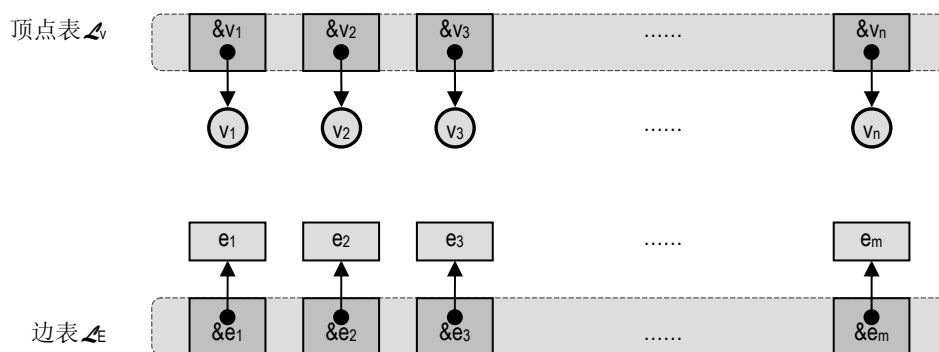 顶点表ℒV &v1 &v2 &v3 …… &vn
v1 v2 v3 …… vn
e1 e2 e3 …… em
边表ℒE &e1 &e2 &e3 …… &em